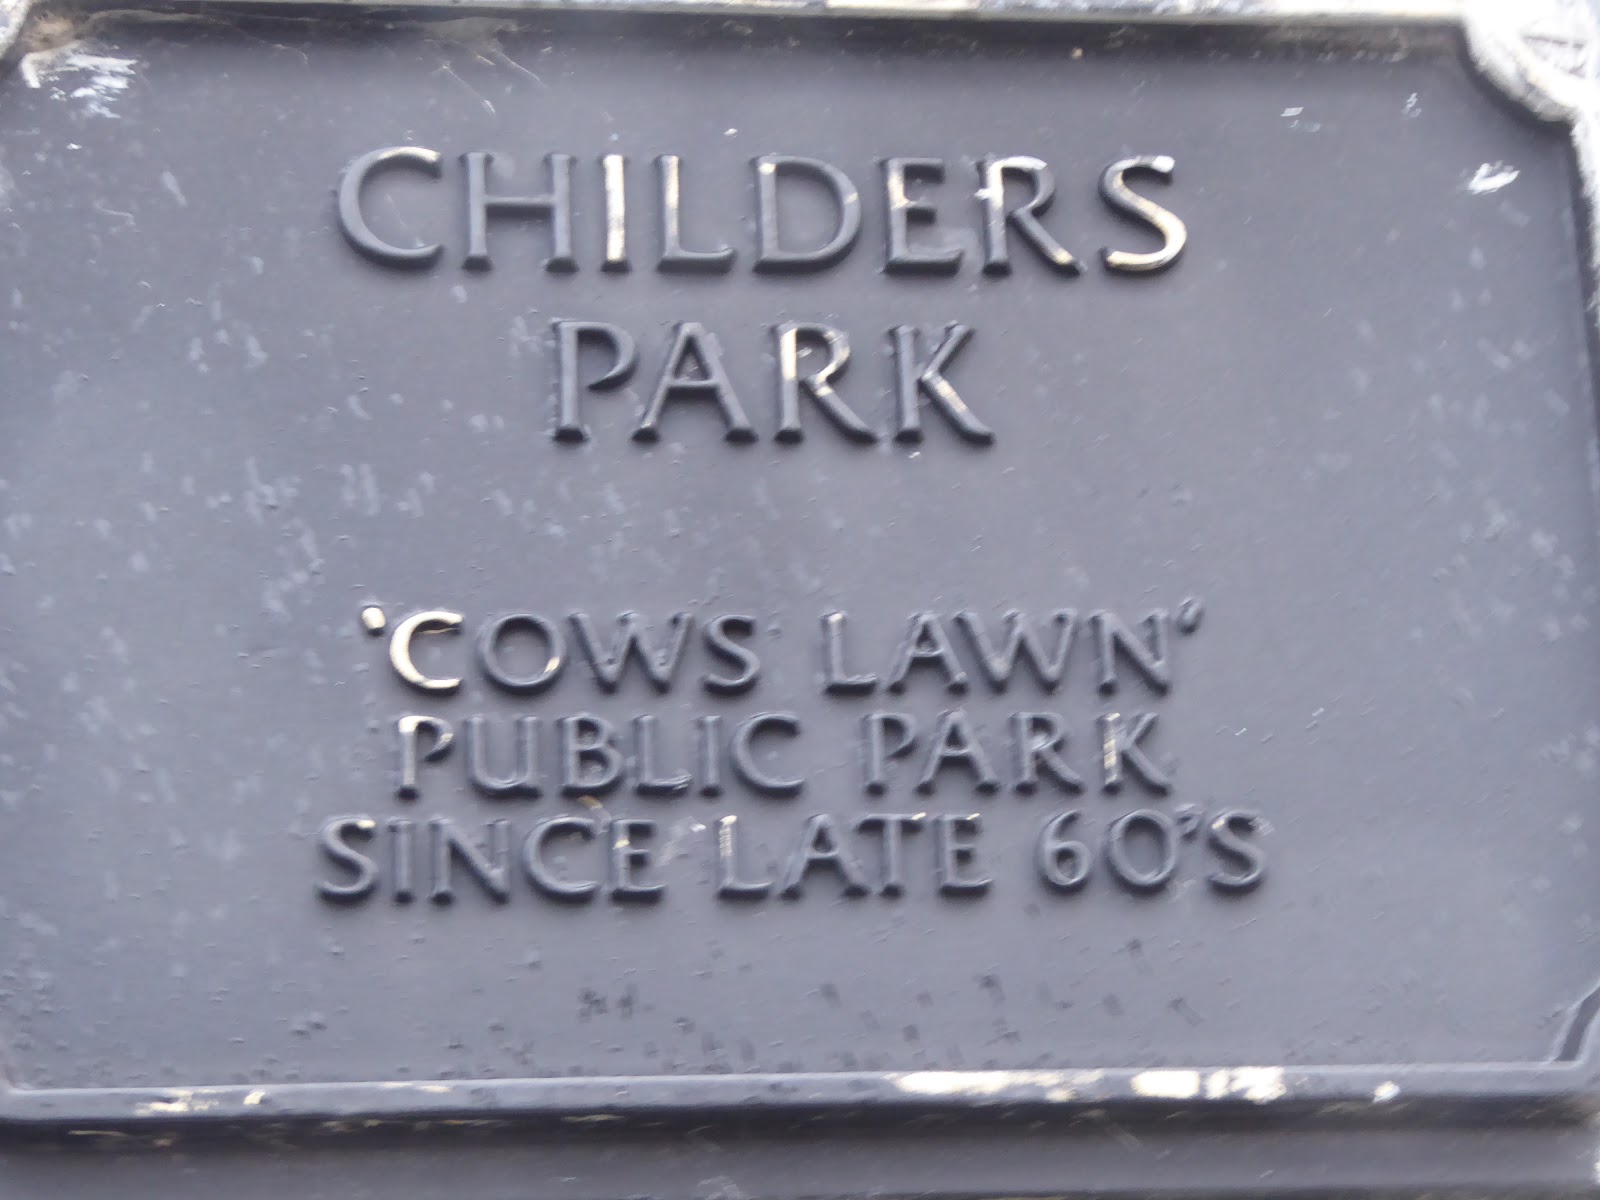 CHILDERS
PARK
'COWS LAWN'
PUBLIC PARK
SINCE LATE 60'S